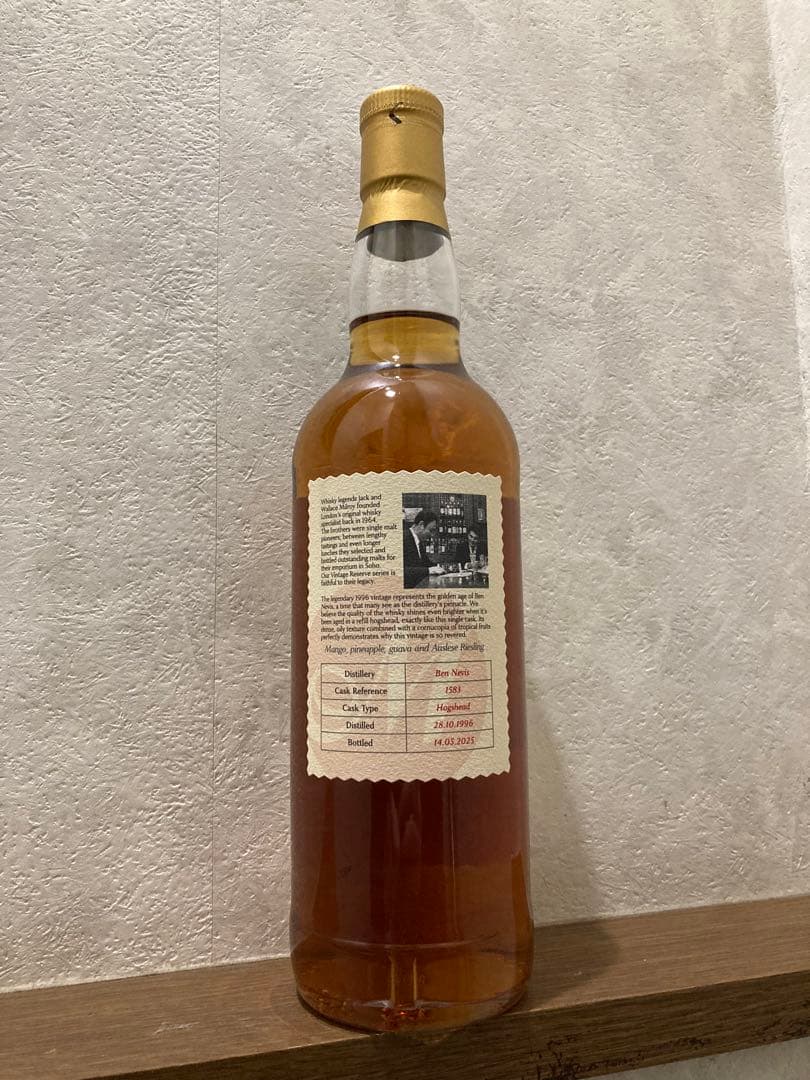 Whisky legends Jack and
Wallace Milroy founded
London's original whisky
specialist back in 1964.
The brothers were single malt
pioneers; between lengthy
tastings and even longer
lunches they selected and
bottled outstanding malts for
their emporium in Soho.
Our Vintage Reserve series is
faithful to their legacy.
The legendary 1996 vintage represents the golden age of Ben
Nevis, a time that many see as the distillery's pinnacle. We
believe the quality of the whisky shines even brighter when it's
been aged in a refill hogshead, exactly like this single cask. Its
dense, oily texture combined with a cornucopia of tropical fruits
perfectly demonstrates why this vintage is so revered.
Mango, pineapple, guava and Auslese Riesling
Distillery Ben Nevis
Cask Reference 1583
Cask Type Hogshead
Distilled 28.10.1996
Bottled 14.05.2025